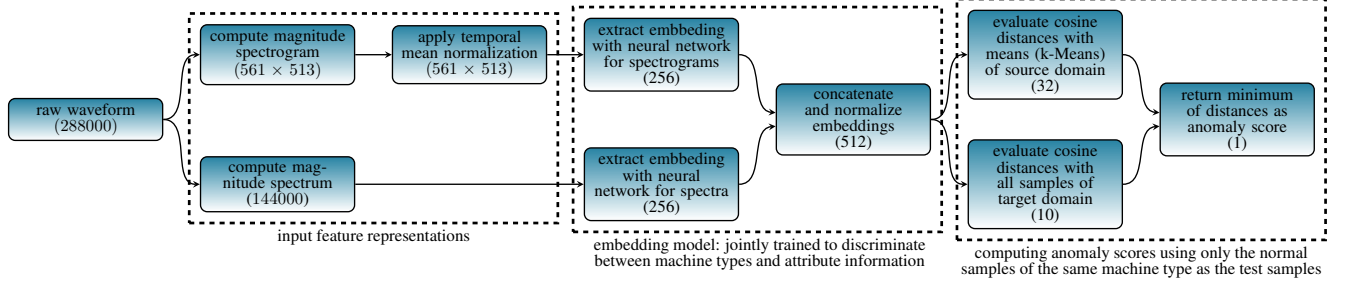 raw waveform
(288000)
compute magnitude
spectrogram
(561 × 513)
apply temporal
mean normalization
(561 × 513)
compute mag-
nitude spectrum
(144000)
input feature representations
extract embbeding
with neural network
for spectrograms
(256)
extract embbeding
with neural
network for spectra
(256)
concatenate
and normalize
embeddings
(512)
embedding model: jointly trained to discriminate
between machine types and attribute information
evaluate cosine
distances with
means (k-Means)
of source domain
(32)
evaluate cosine
distances with
all samples of
target domain
(10)
return minimum
of distances as
anomaly score
(1)
computing anomaly scores using only the normal
samples of the same machine type as the test samples